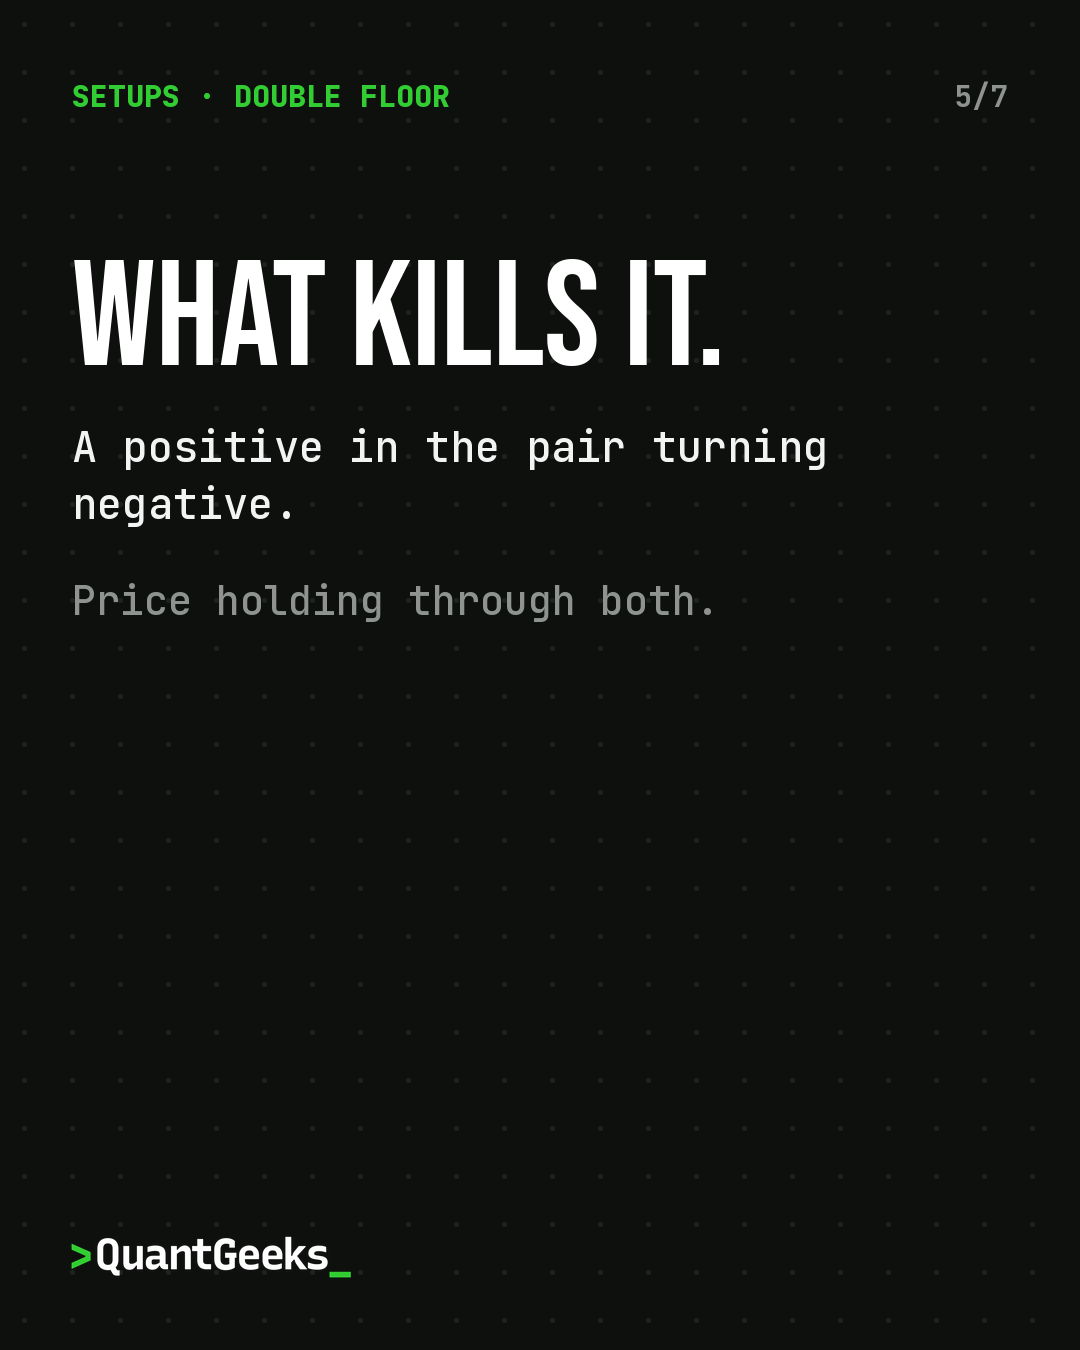 SETUPS · DOUBLE FLOOR
5/7
WHAT KILLS IT.
A positive in the pair turning
negative.
Price holding through both.
>QuantGeeks_